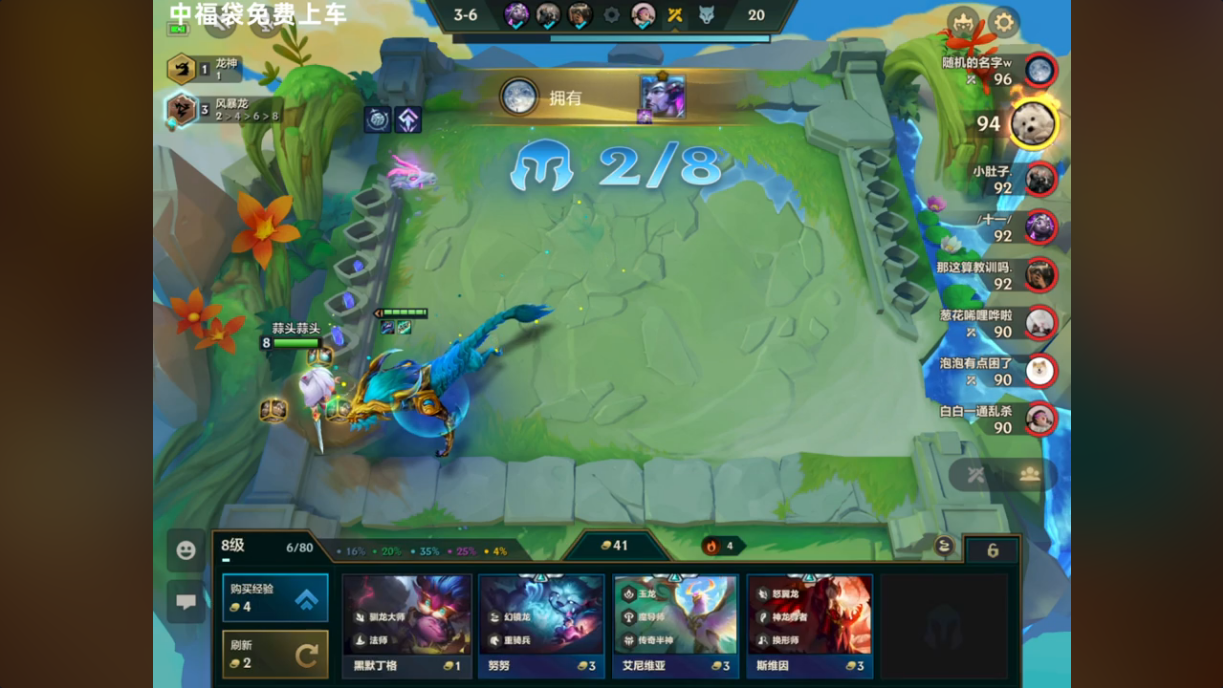 中福袋免费上车
3-6
20
1
龙神
1
3
风暴龙
2 > 4 > 6 > 8
拥有
2/8
随机的名字w
96
94
小肚子.
92
/十一/
92
那这算教训吗.
92
葱花唏哩哗啦
90
泡泡有点困了
90
白白一通乱杀
90
蒜头蒜头
8
8级
6/80
16%
20%
35%
25%
4%
41
4
6
购买经验
4
刷新
2
驯龙大师
法师
黑默丁格
1
幻镜龙
重骑兵
努努
3
玉龙
魔导师
传奇半神
艾尼维亚
3
怒翼龙
神龙尊者
换形师
斯维因
3